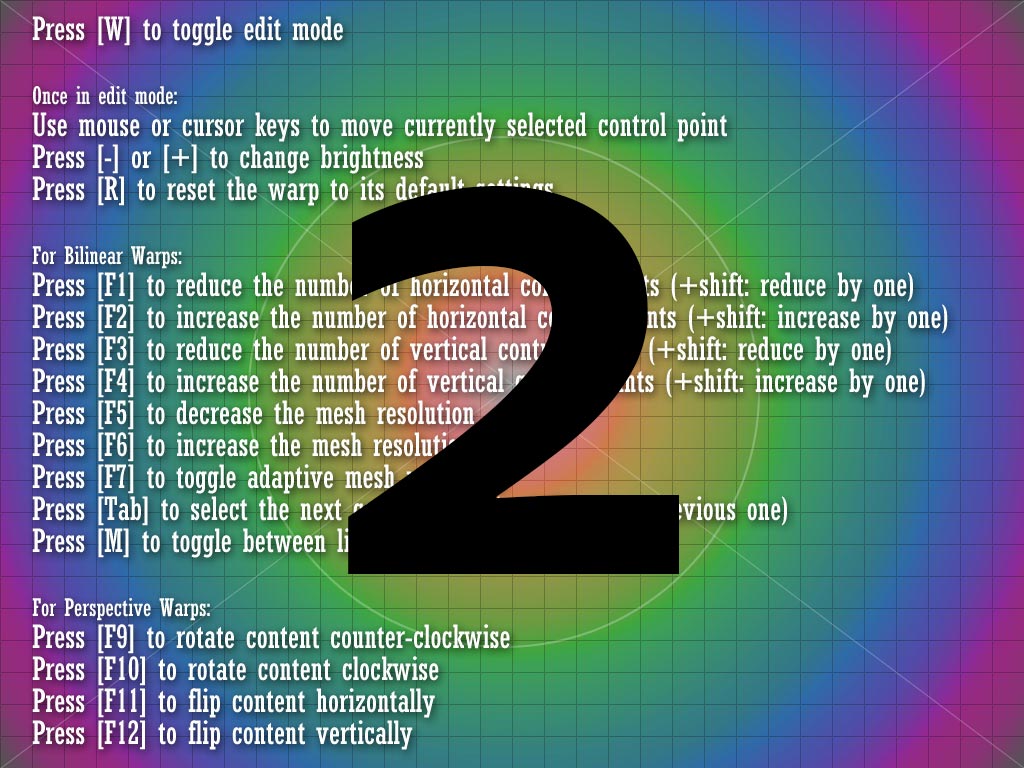 Press [W] to toggle edit mode
Once in edit mode:
Use mouse or cursor keys to move currently selected control point
Press [-] or [+] to change brightness
Press [R] to reset the warp to its default settings
For Bilinear Warps:
Press [F1] to reduce the number of horizontal (+shift: reduce by one)
Press [F2] to increase the number of horizontal (+shift: increase by one)
Press [F3] to reduce the number of vertical (+shift: reduce by one)
Press [F4] to increase the number of vertical (+shift: increase by one)
Press [F5] to decrease the mesh resolution
Press [F6] to increase the mesh resolution
Press [F7] to toggle adaptive mesh
Press [Tab] to select the next one)
Press [M] to toggle between
2
For Perspective Warps:
Press [F9] to rotate content counter-clockwise
Press [F10] to rotate content clockwise
Press [F11] to flip content horizontally
Press [F12] to flip content vertically